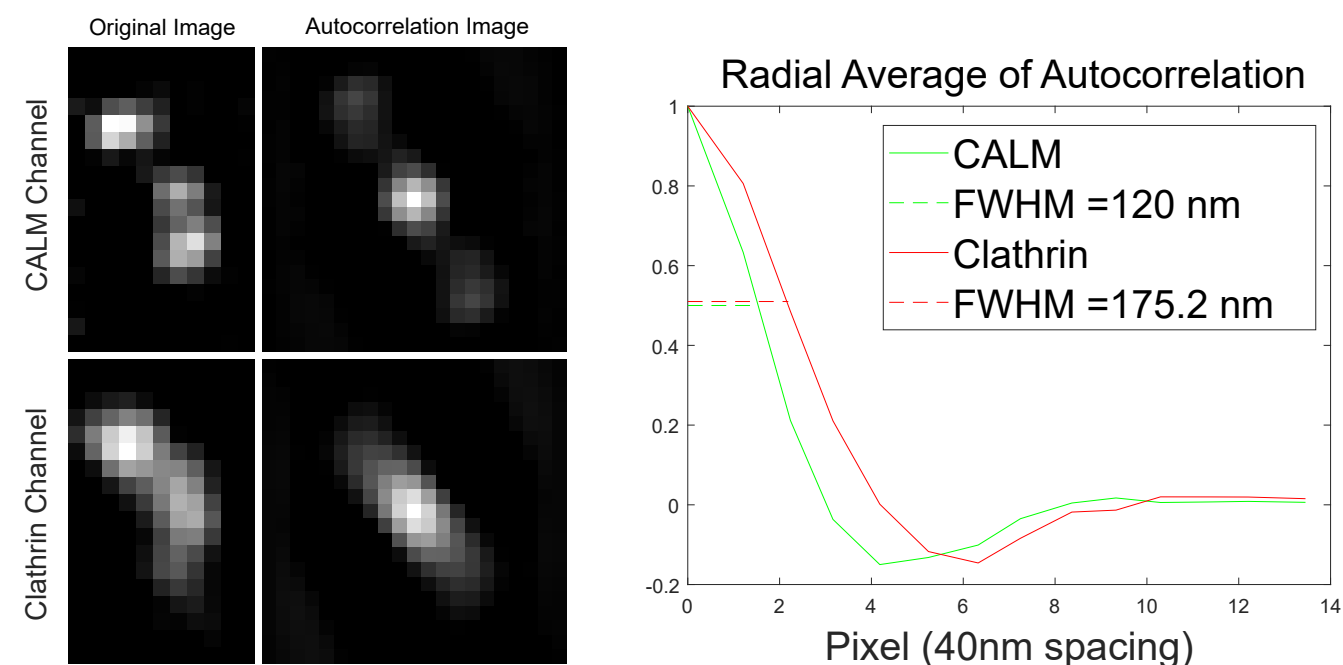 Original Image
Autocorrelation Image
CALM Channel
Clathrin Channel
Radial Average of Autocorrelation
1
0.8
0.6
0.4
0.2
0
-0.2
0 2 4 6 8 10 12 14
Pixel (40nm spacing)
CALM
FWHM =120 nm
Clathrin
FWHM =175.2 nm